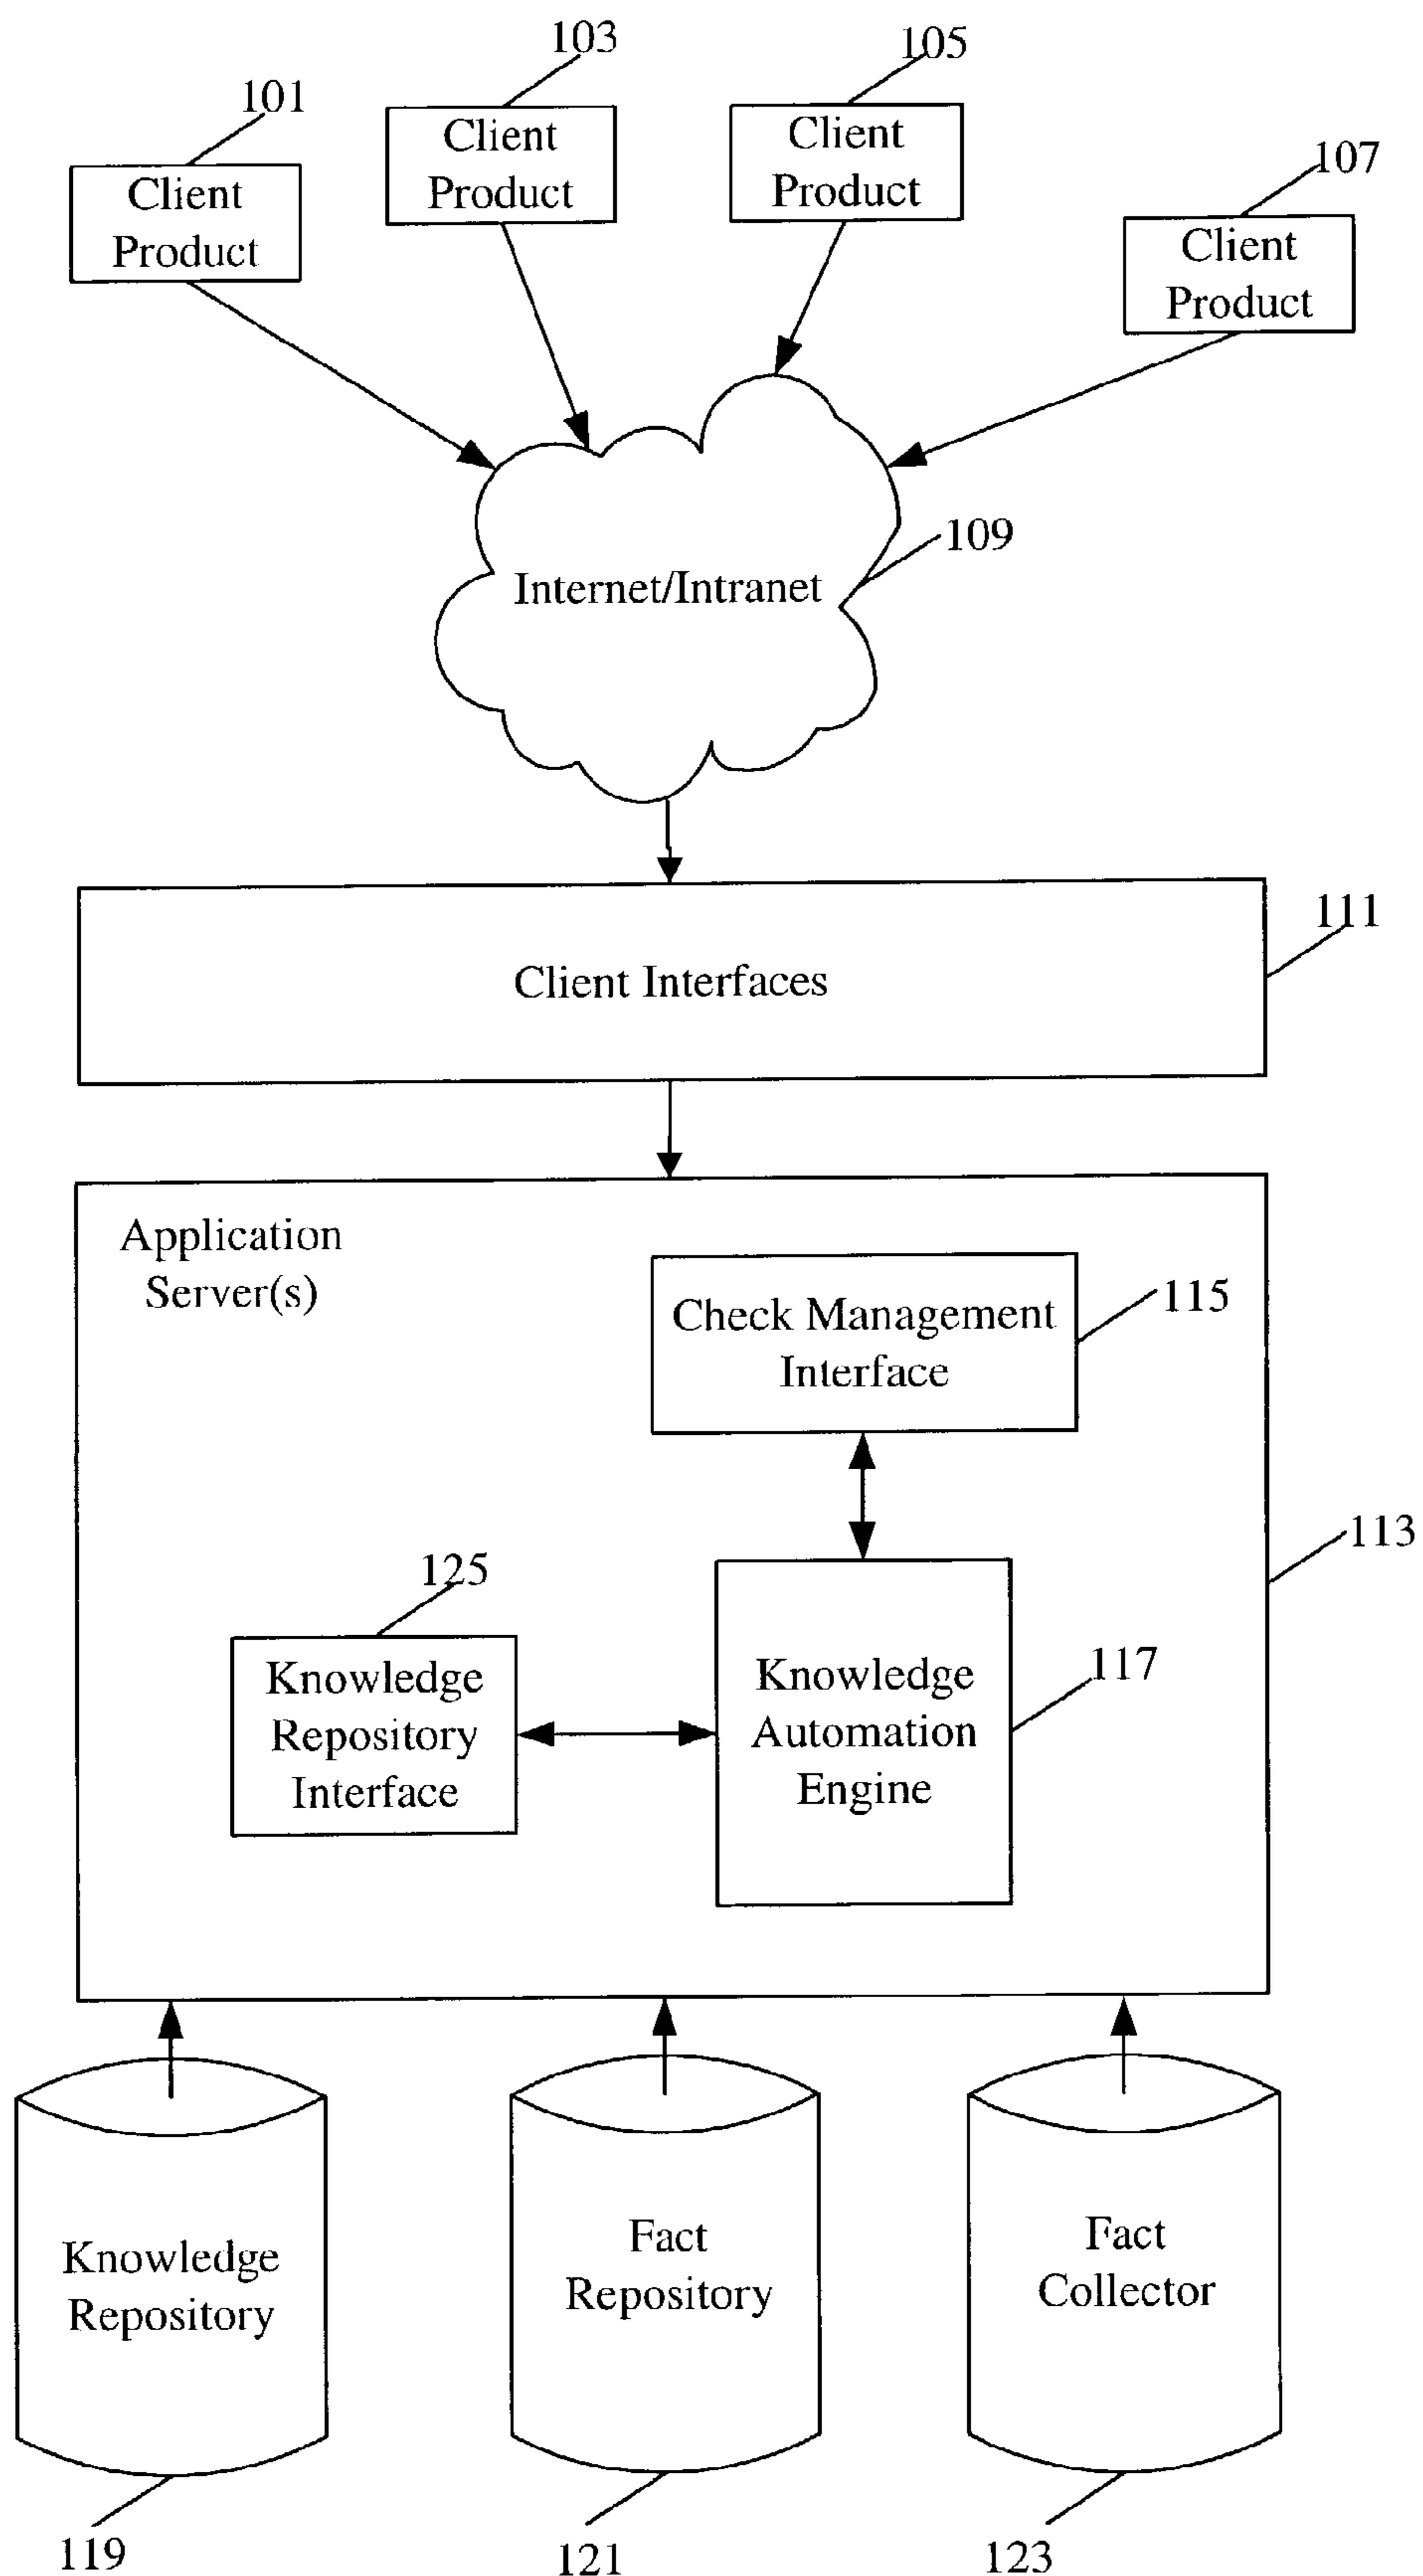 103
105
101
107
Client
Product
Client
Product
Client
Product
Client
Product
109
Internet/Intranet
111
Client Interfaces
Application
Server(s)
Check Management
Interface
115
113
125
Knowledge
Repository
Interface
Knowledge
Automation
Engine
117
Knowledge
Repository
Fact
Repository
Fact
Collector
119
121
123